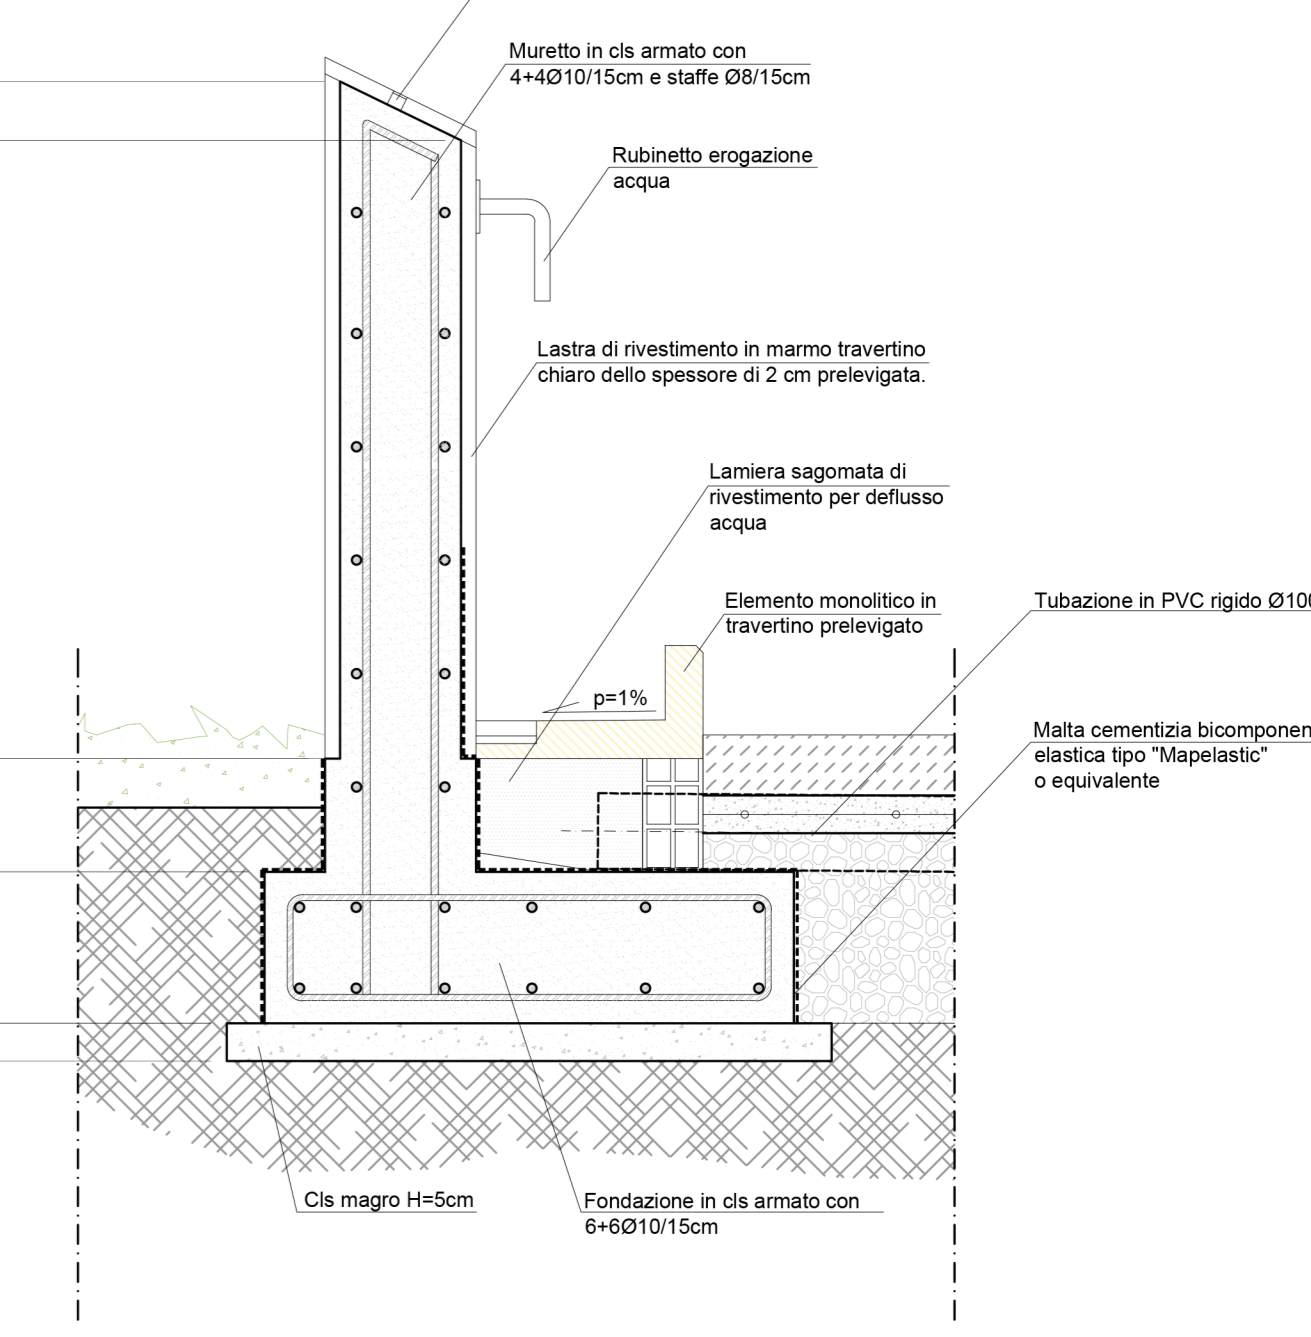 Muretto in cls armato con
4+4Ø10/15cm e staffe Ø8/15cm
Rubinetto erogazione
acqua
Lastra di rivestimento in marmo travertino
chiaro dello spessore di 2 cm prelevigata.
Lamiera sagomata di
rivestimento per deflusso
acqua
Elemento monolitico in
travertino prelevigato
Tubazione in PVC rigido Ø100
p=1%
Malta cementizia bicomponen
elastica tipo "Mapelastic"
o equivalente
Cls magro H=5cm
Fondazione in cls armato con
6+6Ø10/15cm